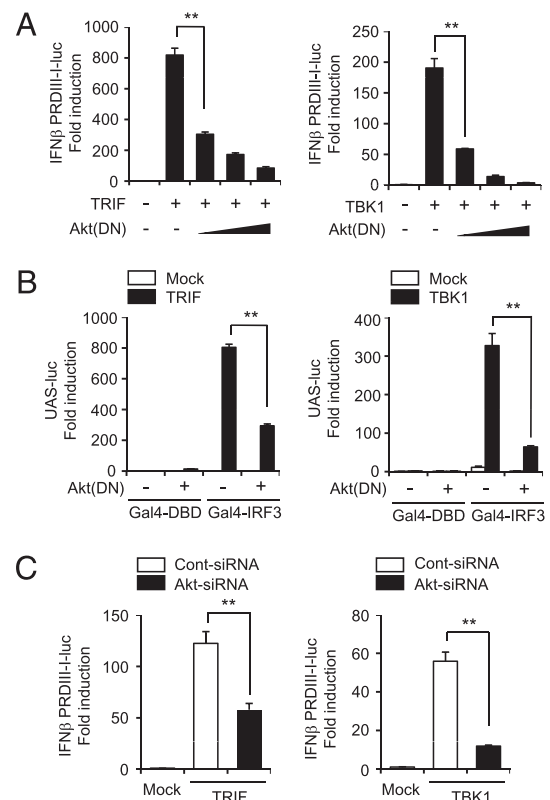 A
IFNβ PRDIII-I-luc
Fold induction
1000
800
600
400
200
0
**
TRIF - + + + +
Akt(DN) - -
IFNβ PRDIII-I-luc
Fold induction
250
200
150
100
50
0
**
TBK1 - + + + +
Akt(DN) - -
B
Mock
TRIF
UAS-luc
Fold induction
1000
800
600
400
200
0
**
Akt(DN) - + - +
Gal4-DBD Gal4-IRF3
Mock
TBK1
UAS-luc
Fold induction
400
300
200
100
0
**
Akt(DN) - + - +
Gal4-DBD Gal4-IRF3
C
Cont-siRNA
Akt-siRNA
IFNβ PRDIII-I-luc
Fold induction
150
100
50
0
**
Mock TRIF
Cont-siRNA
Akt-siRNA
IFNβ PRDIII-I-luc
Fold induction
80
60
40
20
0
**
Mock TBK1